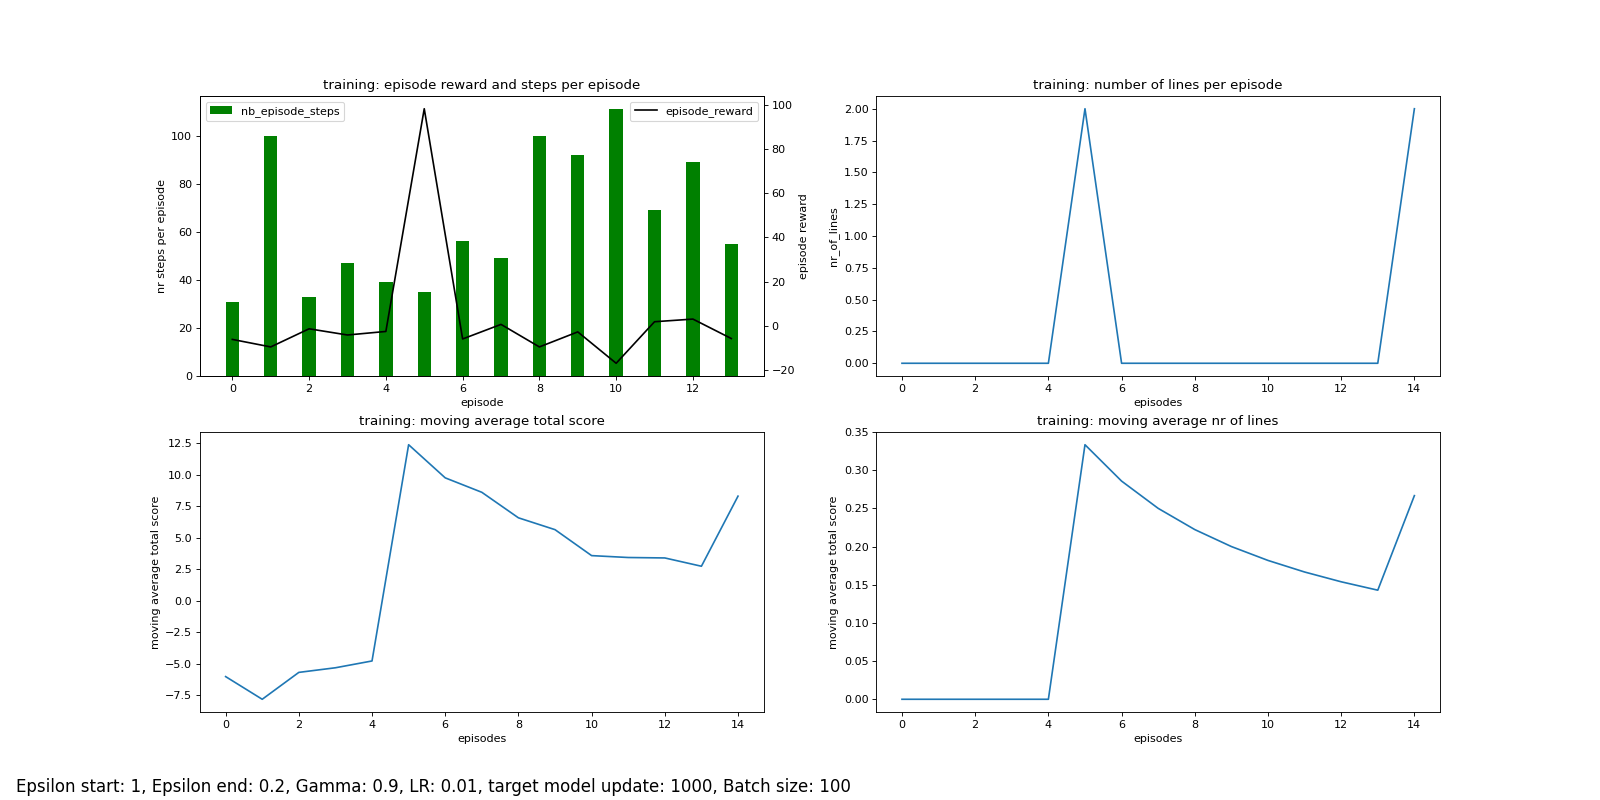 training: episode reward and steps per episode
nb_episode_steps
episode_reward
nr steps per episode
100
80
60
40
20
0
100
80
60
40
20
0
−20
episode reward
0 2 4 6 8 10 12
episode
training: number of lines per episode
nr_of_lines
2.00
1.75
1.50
1.25
1.00
0.75
0.50
0.25
0.00
0 2 4 6 8 10 12 14
episodes
training: moving average total score
moving average total score
12.5
10.0
7.5
5.0
2.5
0.0
−2.5
−5.0
−7.5
0 2 4 6 8 10 12 14
episodes
training: moving average nr of lines
moving average total score
0.35
0.30
0.25
0.20
0.15
0.10
0.05
0.00
0 2 4 6 8 10 12 14
episodes
Epsilon start: 1, Epsilon end: 0.2, Gamma: 0.9, LR: 0.01, target model update: 1000, Batch size: 100